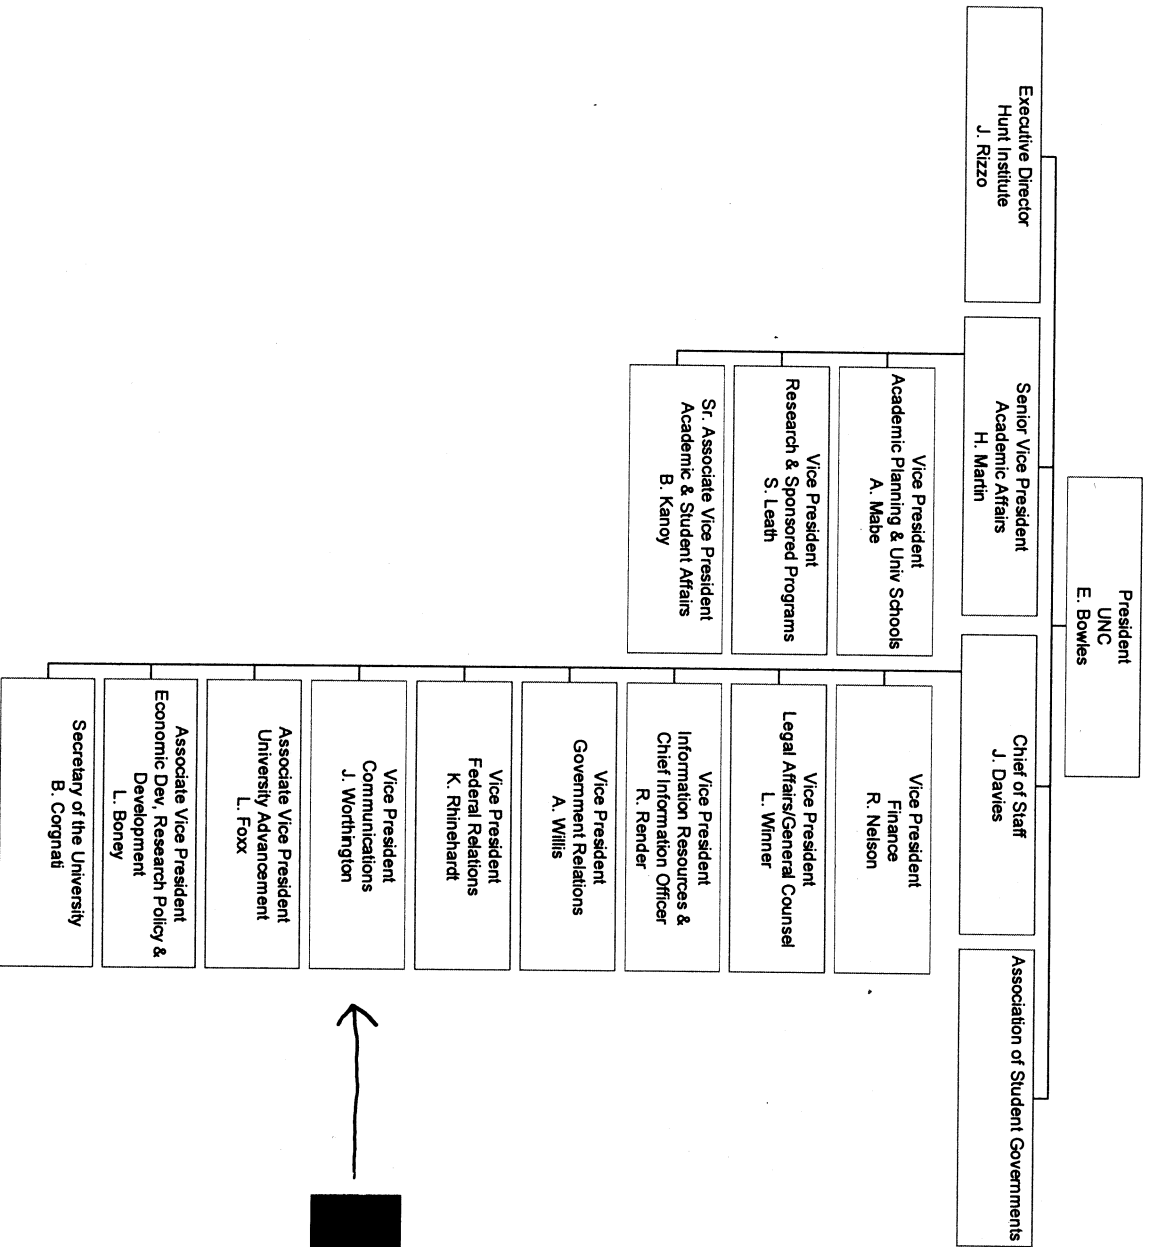 President
UNC
E. Bowles
Executive Director
Hunt Institute
J. Rizzo
Senior Vice President
Academic Affairs
H. Martin
Chief of Staff
J. Davies
Association of Student Governments
Vice President
Academic Planning & Univ Schools
A. Mabe
Vice President
Research & Sponsored Programs
S. Leath
Sr. Associate Vice President
Academic & Student Affairs
B. Kanoy
Vice President
Finance
R. Nelson
Vice President
Legal Affairs/General Counsel
L. Winner
Vice President
Information Resources &
Chief Information Officer
R. Render
Vice President
Government Relations
A. Willis
Vice President
Federal Relations
K. Rhinehardt
Vice President
Communications
J. Worthington
Associate Vice President
University Advancement
L. Foxx
Associate Vice President
Economic Dev, Research Policy &
Development
L. Boney
Secretary of the University
B. Corgnati